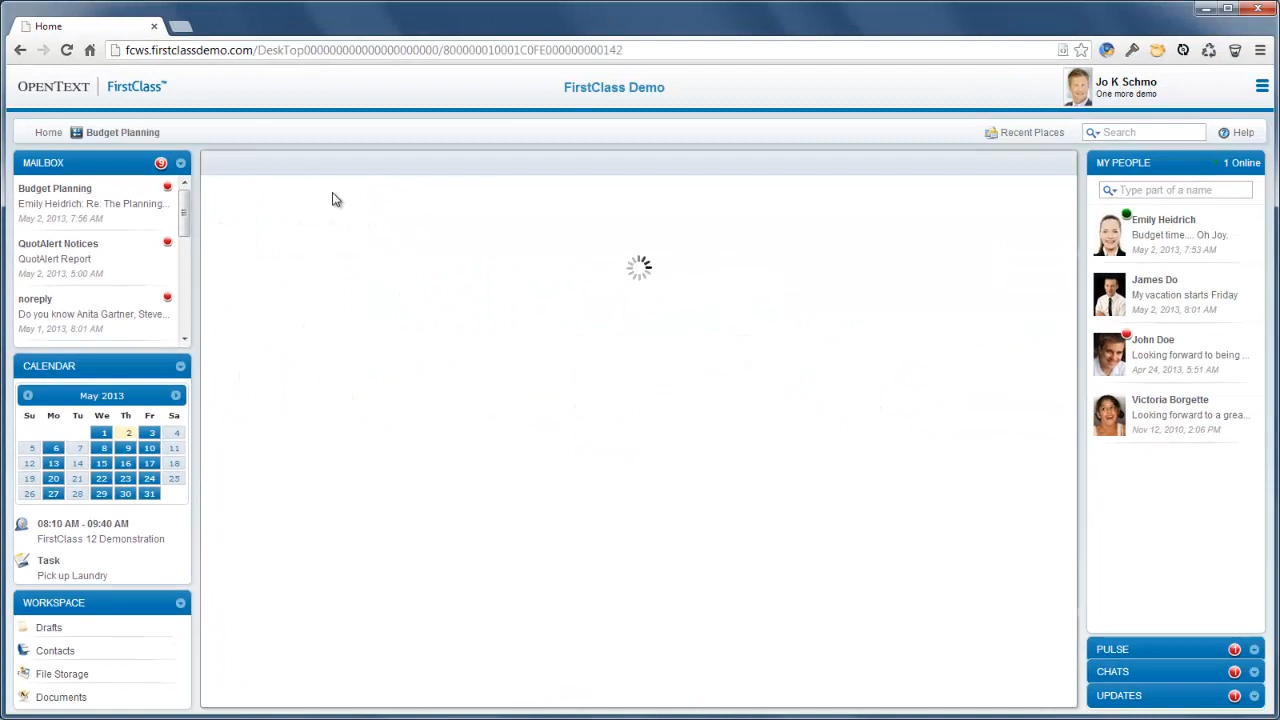 Home
fcws.firstclassdemo.com/DeskTop00000000000000000000/800000010001C0FE000000000142
OPENTEXT | FirstClass™
FirstClass Demo
Jo K Schmo
One more demo
Home
Budget Planning
Recent Places
Search
Help
MAILBOX
9
Budget Planning
Emily Heidrich: Re: The Planning...
May 2, 2013, 7:56 AM
QuotAlert Notices
QuotAlert Report
May 2, 2013, 5:00 AM
noreply
Do you know Anita Gartner, Steve...
May 1, 2013, 8:01 AM
CALENDAR
May 2013
Su Mo Tu We Th Fr Sa
1 2 3 4
5 6 7 8 9 10 11
12 13 14 15 16 17 18
19 20 21 22 23 24 25
26 27 28 29 30 31
08:10 AM - 09:40 AM
FirstClass 12 Demonstration
Task
Pick up Laundry
WORKSPACE
Drafts
Contacts
File Storage
Documents
MY PEOPLE
1 Online
Type part of a name
Emily Heidrich
Budget time.... Oh Joy.
May 2, 2013, 7:53 AM
James Do
My vacation starts Friday
May 2, 2013, 8:01 AM
John Doe
Looking forward to being ...
Apr 24, 2013, 5:51 AM
Victoria Borgette
Looking forward to a grea...
Nov 12, 2010, 2:06 PM
PULSE
1
CHATS
1
UPDATES
1